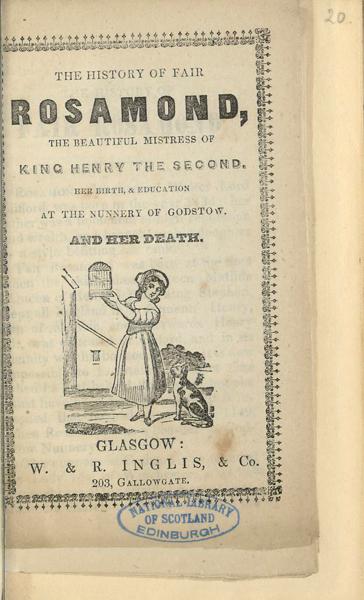 20.
THE HISTORY OF FAIR
ROSAMOND,
THE BEAUTIFUL MISTRESS OF
KING HENRY THE SECOND.
HER BIRTH, & EDUCATION
AT THE NUNNERY OF GODSTOW.
AND HER DEATH.
GLASGOW:
W. & R. INGLIS, & Co.
203, GALLOWGATE.
NATIONAL LIBRARY
OF SCOTLAND
EDINBURGH